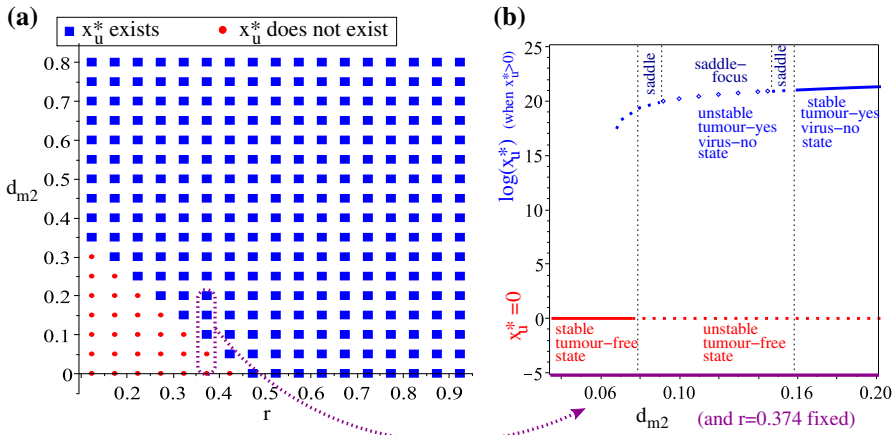 (a)
x*u exists
x*u does not exist
0.8
0.7
0.6
0.5
0.4
0.3
0.2
0.1
0
dm2
0.2 0.3 0.4 0.5 0.6 0.7 0.8 0.9
r
(b)
25
20
15
10
5
0
−5
log(x*u) (when x*u>0)
x*u=0
saddle
saddle−
focus
saddle
unstable
tumour−yes
virus−no
state
stable
tumour−yes
virus−no
state
stable
tumour−free
state
unstable
tumour−free
state
0.06 0.10 0.16 0.20
dm2 (and r=0.374 fixed)